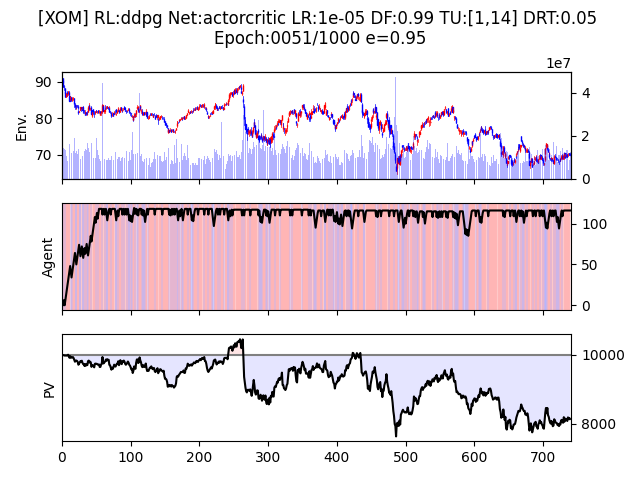 [XOM] RL:ddpg Net:actorcritic LR:1e-05 DF:0.99 TU:[1,14] DRT:0.05
Epoch:0051/1000 e=0.95
1e7
90
80
70
Env.
4
2
0
Agent
100
50
0
PV
10000
8000
0 100 200 300 400 500 600 700